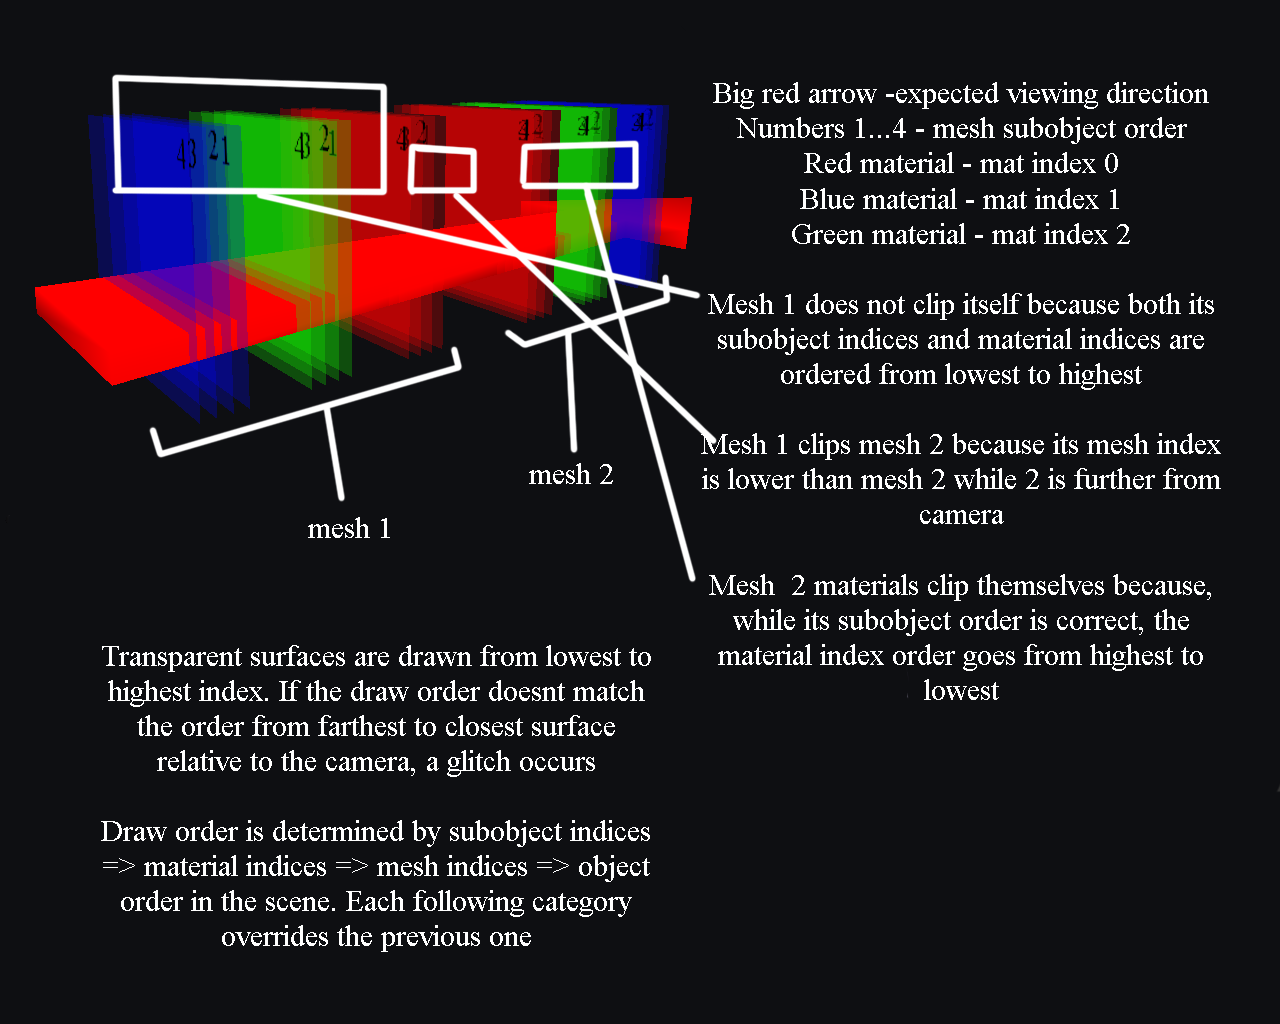 43 21
43 21
43 21
Big red arrow -expected viewing direction
Numbers 1...4 - mesh subobject order
Red material - mat index 0
Blue material - mat index 1
Green material - mat index 2
Mesh 1 does not clip itself because both its
subobject indices and material indices are
ordered from lowest to highest
Mesh 1 clips mesh 2 because its mesh index
is lower than mesh 2 while 2 is further from
camera
Mesh  2 materials clip themselves because,
while its subobject order is correct, the
material index order goes from highest to
lowest
mesh 1
mesh 2
Transparent surfaces are drawn from lowest to
highest index. If the draw order doesnt match
the order from farthest to closest surface
relative to the camera, a glitch occurs
Draw order is determined by subobject indices
=> material indices => mesh indices => object
order in the scene. Each following category
overrides the previous one